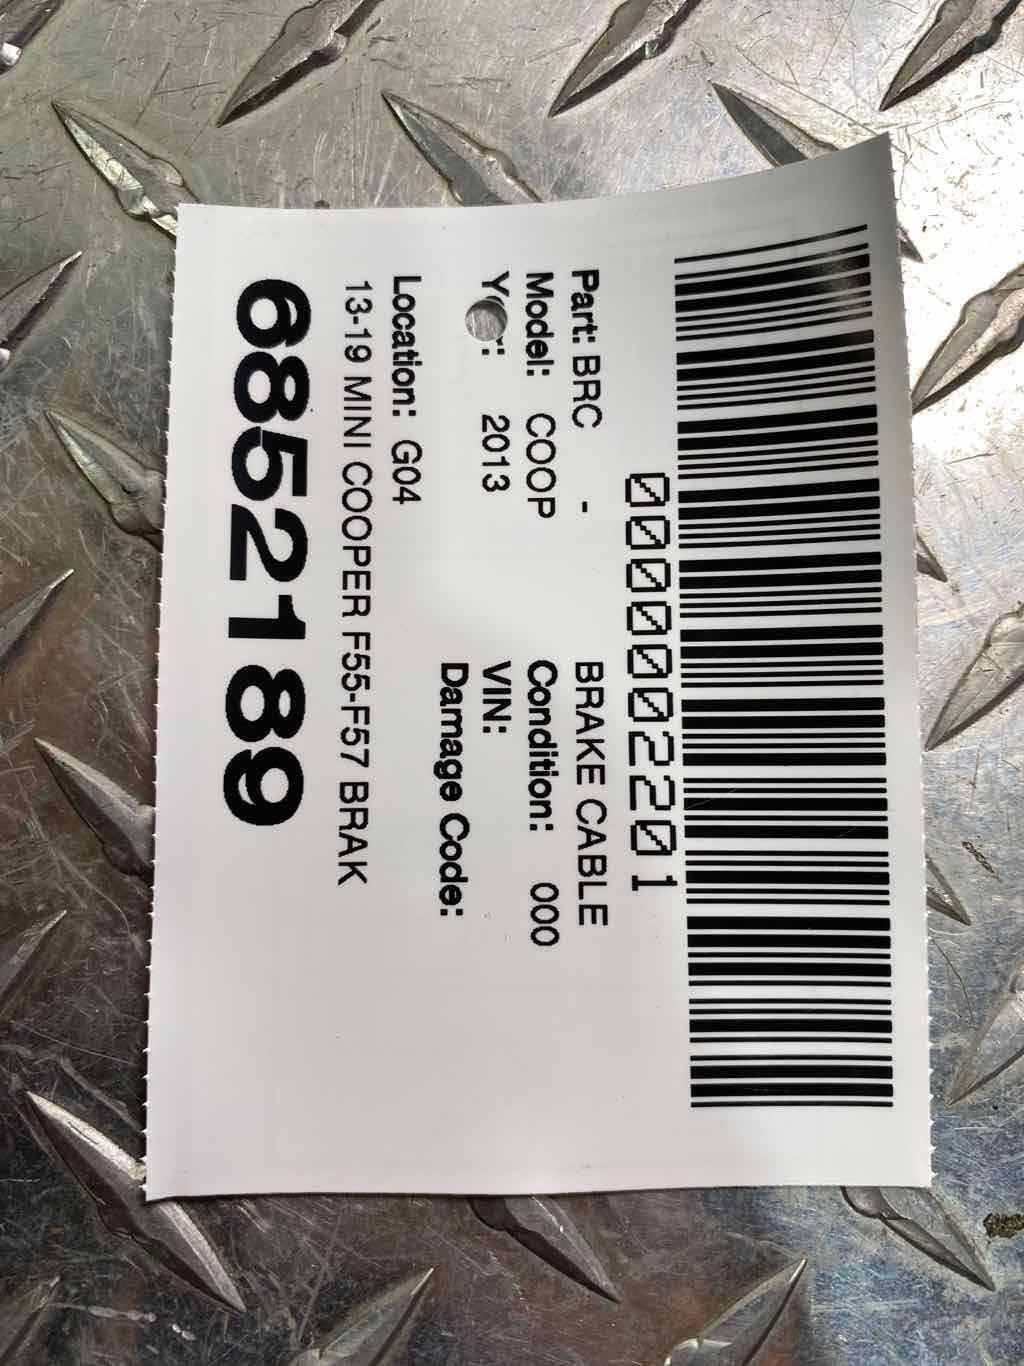 0000002201
Part: BRC - BRAKE CABLE
Model: COOP Condition: 000
2013 VIN:
Damage Code:
Location: G04
13-19 MINI COOPER F55-F57 BRAK
6852189